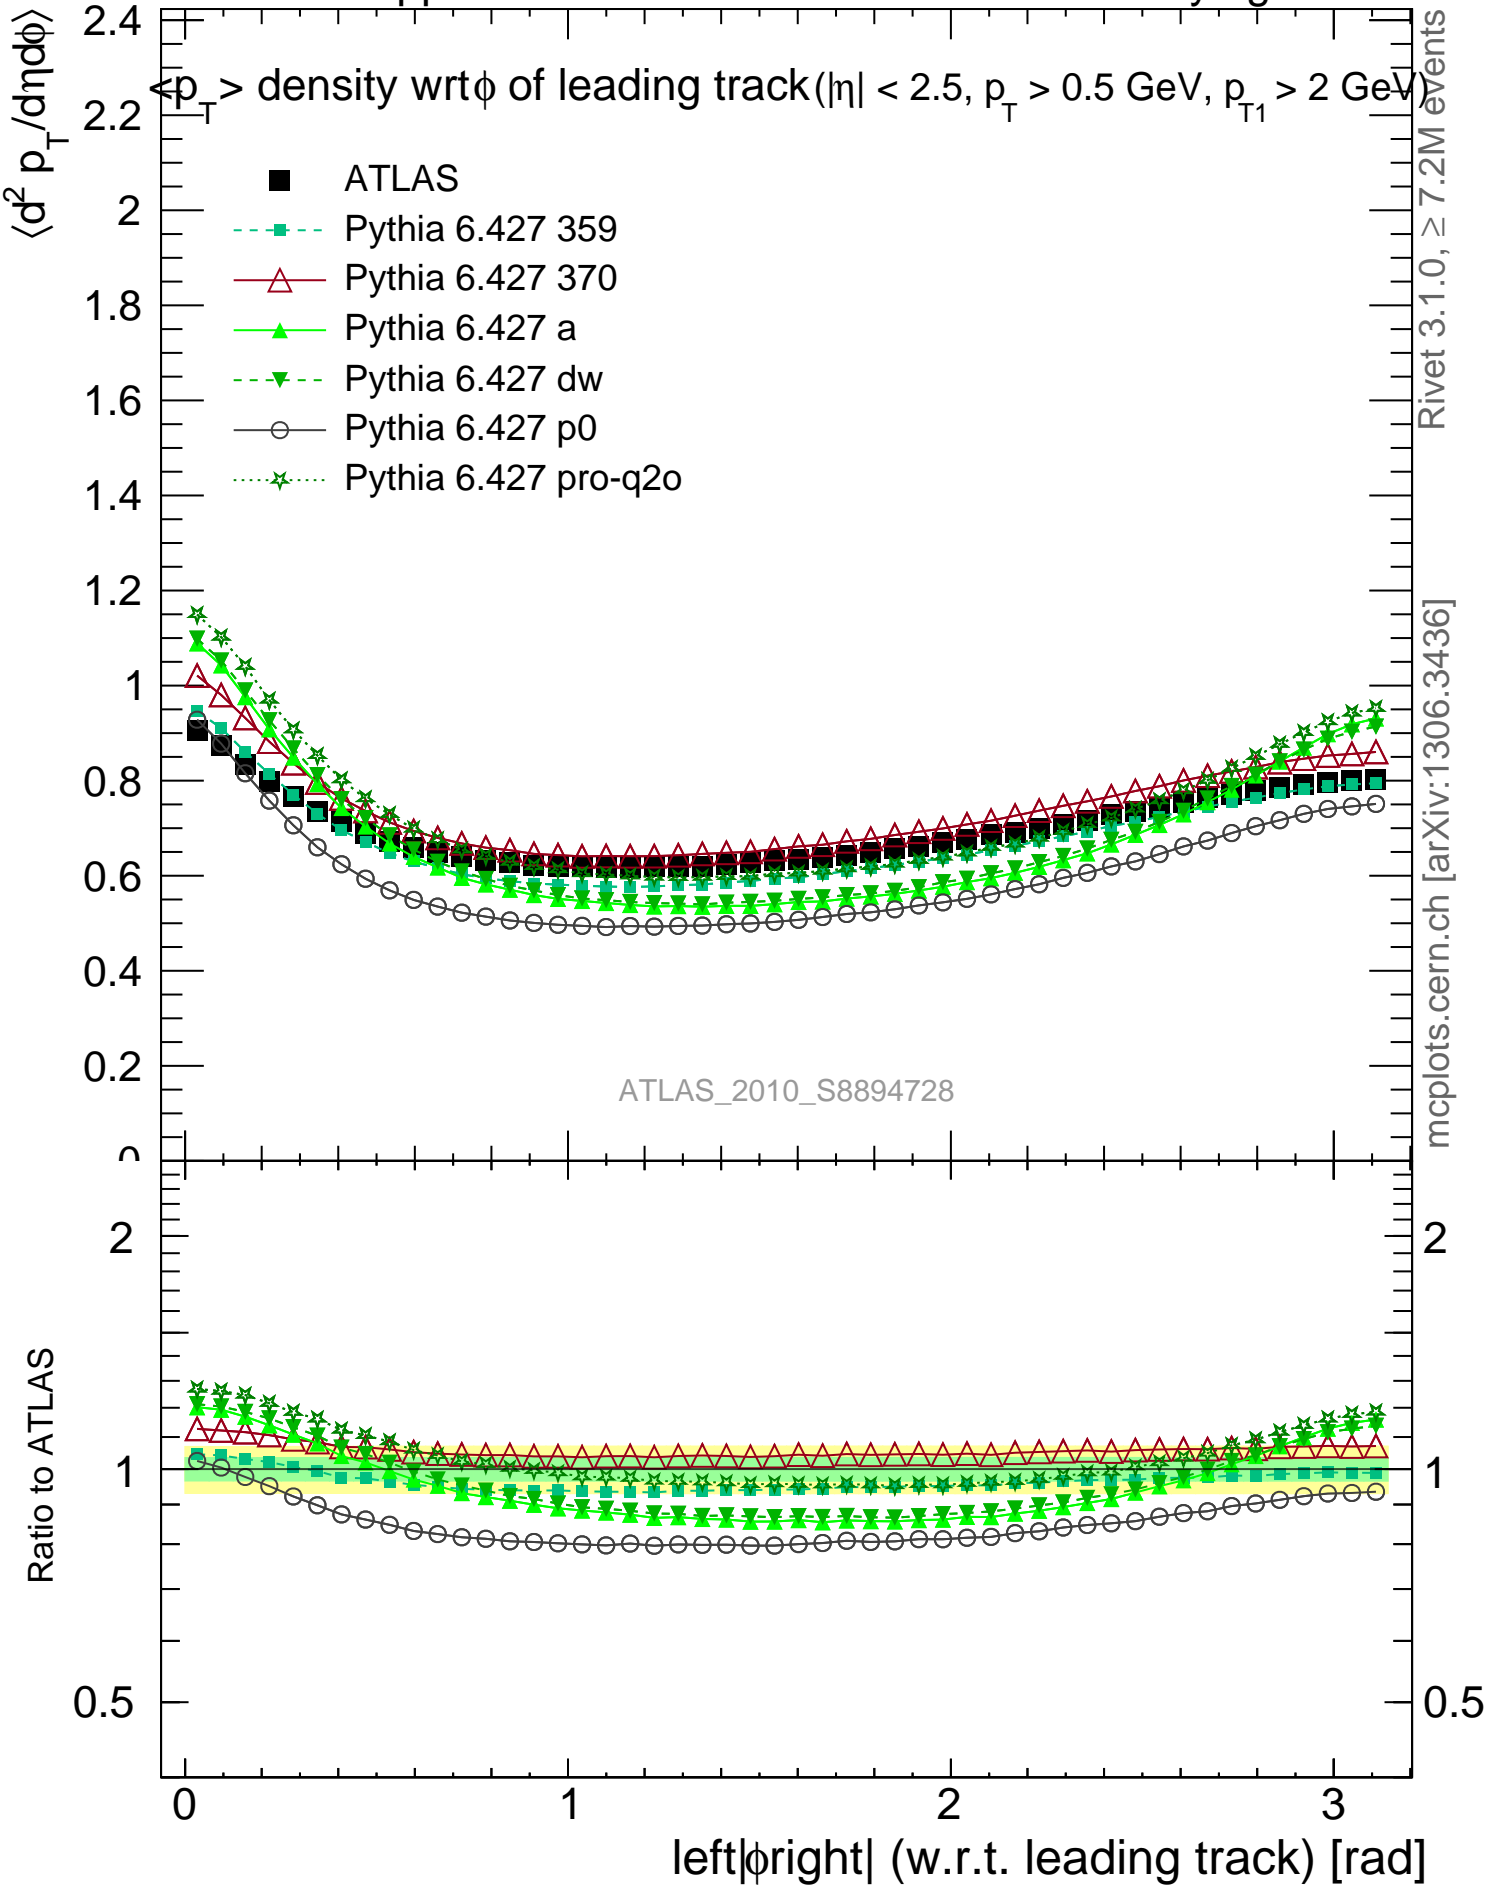 <p_T> density wrt ϕ of leading track (|η| < 2.5, p_T > 0.5 GeV, p_T1 > 2 GeV)
⟨d² p_T/dηdϕ⟩
2.4
2.2
2
1.8
1.6
1.4
1.2
1
0.8
0.6
0.4
0.2
0
ATLAS
Pythia 6.427 359
Pythia 6.427 370
Pythia 6.427 a
Pythia 6.427 dw
Pythia 6.427 p0
Pythia 6.427 pro-q2o
ATLAS_2010_S8894728
Rivet 3.1.0, ≥ 7.2M events
mcplots.cern.ch [arXiv:1306.3436]
Ratio to ATLAS
2
1
0.5
2
1
0.5
0
1
2
3
left|ϕright| (w.r.t. leading track) [rad]